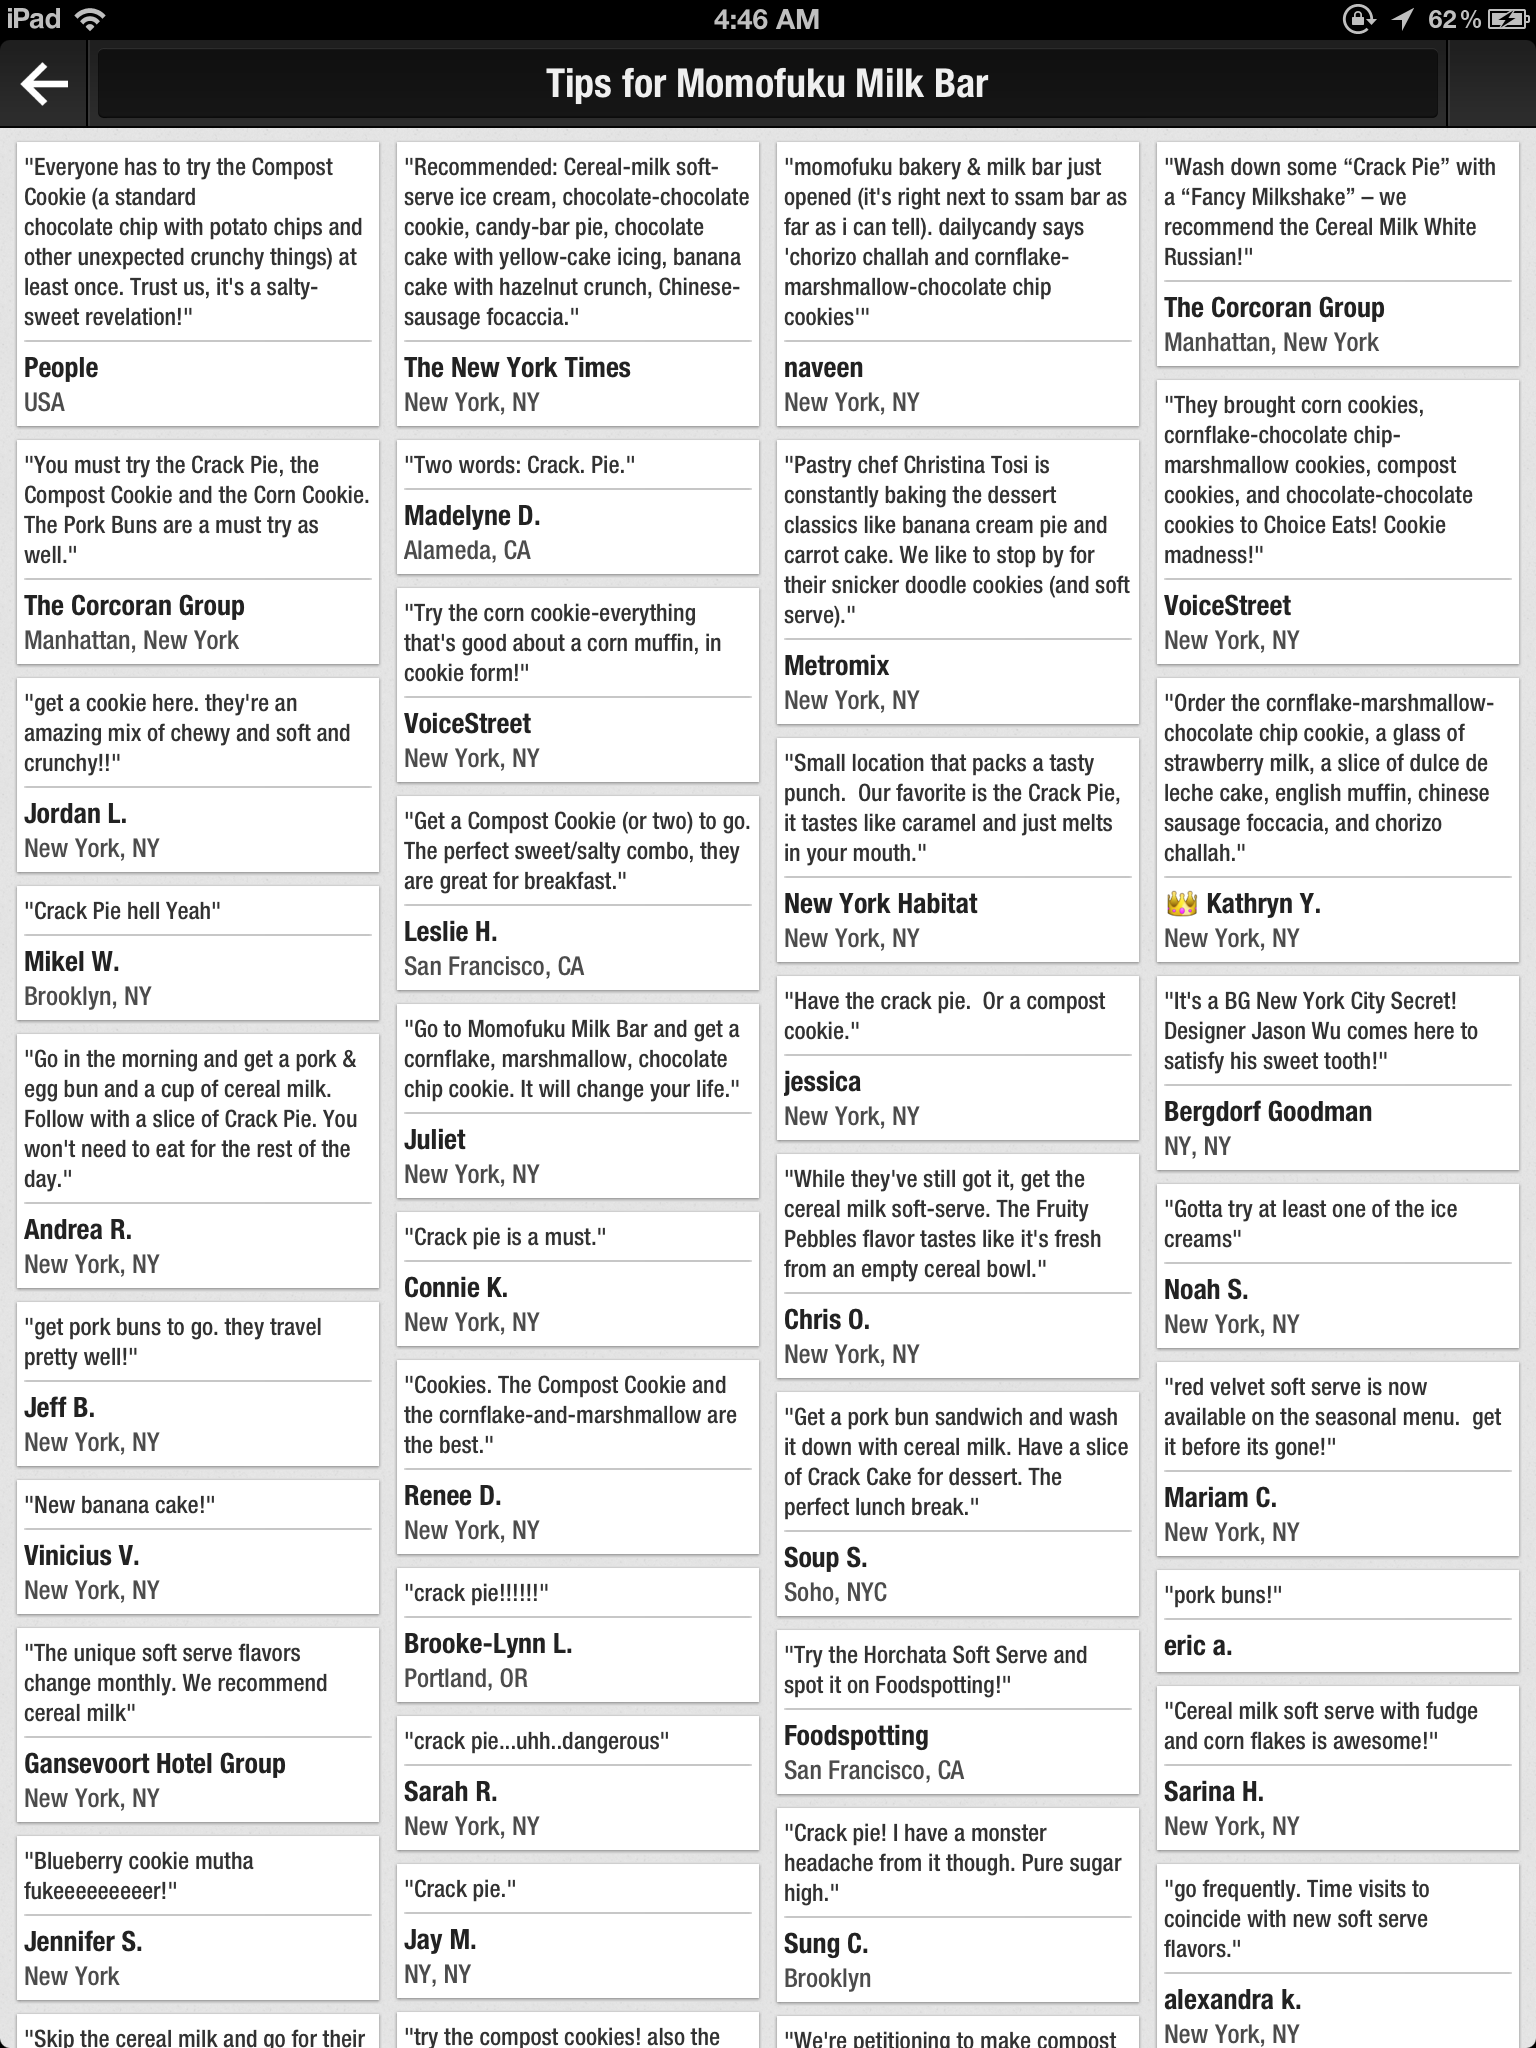 iPad
4:46 AM
62%
Tips for Momofuku Milk Bar
"Everyone has to try the Compost
Cookie (a standard
chocolate chip with potato chips and
other unexpected crunchy things) at
least once. Trust us, it's a salty-
sweet revelation!"
People
USA
"You must try the Crack Pie, the
Compost Cookie and the Corn Cookie.
The Pork Buns are a must try as
well."
The Corcoran Group
Manhattan, New York
"get a cookie here. they're an
amazing mix of chewy and soft and
crunchy!!"
Jordan L.
New York, NY
"Crack Pie hell Yeah"
Mikel W.
Brooklyn, NY
"Go in the morning and get a pork &
egg bun and a cup of cereal milk.
Follow with a slice of Crack Pie. You
won't need to eat for the rest of the
day."
Andrea R.
New York, NY
"get pork buns to go. they travel
pretty well!"
Jeff B.
New York, NY
"New banana cake!"
Vinicius V.
New York, NY
"The unique soft serve flavors
change monthly. We recommend
cereal milk"
Gansevoort Hotel Group
New York, NY
"Blueberry cookie mutha
fukeeeeeeeeer!"
Jennifer S.
New York
"Skip the cereal milk and go for their
"Recommended: Cereal-milk soft-
serve ice cream, chocolate-chocolate
cookie, candy-bar pie, chocolate
cake with yellow-cake icing, banana
cake with hazelnut crunch, Chinese-
sausage focaccia."
The New York Times
New York, NY
"Two words: Crack. Pie."
Madelyne D.
Alameda, CA
"Try the corn cookie-everything
that's good about a corn muffin, in
cookie form!"
VoiceStreet
New York, NY
"Get a Compost Cookie (or two) to go.
The perfect sweet/salty combo, they
are great for breakfast."
Leslie H.
San Francisco, CA
"Go to Momofuku Milk Bar and get a
cornflake, marshmallow, chocolate
chip cookie. It will change your life."
Juliet
New York, NY
"Crack pie is a must."
Connie K.
New York, NY
"Cookies. The Compost Cookie and
the cornflake-and-marshmallow are
the best."
Renee D.
New York, NY
"crack pie!!!!!!"
Brooke-Lynn L.
Portland, OR
"crack pie...uhh..dangerous"
Sarah R.
New York, NY
"Crack pie."
Jay M.
NY, NY
"try the compost cookies! also the
"momofuku bakery & milk bar just
opened (it's right next to ssam bar as
far as i can tell). dailycandy says
'chorizo challah and cornflake-
marshmallow-chocolate chip
cookies'"
naveen
New York, NY
"Pastry chef Christina Tosi is
constantly baking the dessert
classics like banana cream pie and
carrot cake. We like to stop by for
their snicker doodle cookies (and soft
serve)."
Metromix
New York, NY
"Small location that packs a tasty
punch.  Our favorite is the Crack Pie,
it tastes like caramel and just melts
in your mouth."
New York Habitat
New York, NY
"Have the crack pie.  Or a compost
cookie."
jessica
New York, NY
"While they've still got it, get the
cereal milk soft-serve. The Fruity
Pebbles flavor tastes like it's fresh
from an empty cereal bowl."
Chris O.
New York, NY
"Get a pork bun sandwich and wash
it down with cereal milk. Have a slice
of Crack Cake for dessert. The
perfect lunch break."
Soup S.
Soho, NYC
"Try the Horchata Soft Serve and
spot it on Foodspotting!"
Foodspotting
San Francisco, CA
"Crack pie! I have a monster
headache from it though. Pure sugar
high."
Sung C.
Brooklyn
"We're petitioning to make compost
"Wash down some “Crack Pie” with
a “Fancy Milkshake” – we
recommend the Cereal Milk White
Russian!"
The Corcoran Group
Manhattan, New York
"They brought corn cookies,
cornflake-chocolate chip-
marshmallow cookies, compost
cookies, and chocolate-chocolate
cookies to Choice Eats! Cookie
madness!"
VoiceStreet
New York, NY
"Order the cornflake-marshmallow-
chocolate chip cookie, a glass of
strawberry milk, a slice of dulce de
leche cake, english muffin, chinese
sausage foccacia, and chorizo
challah."
Kathryn Y.
New York, NY
"It's a BG New York City Secret!
Designer Jason Wu comes here to
satisfy his sweet tooth!"
Bergdorf Goodman
NY, NY
"Gotta try at least one of the ice
creams"
Noah S.
New York, NY
"red velvet soft serve is now
available on the seasonal menu.  get
it before its gone!"
Mariam C.
New York, NY
"pork buns!"
eric a.
"Cereal milk soft serve with fudge
and corn flakes is awesome!"
Sarina H.
New York, NY
"go frequently. Time visits to
coincide with new soft serve
flavors."
alexandra k.
New York, NY